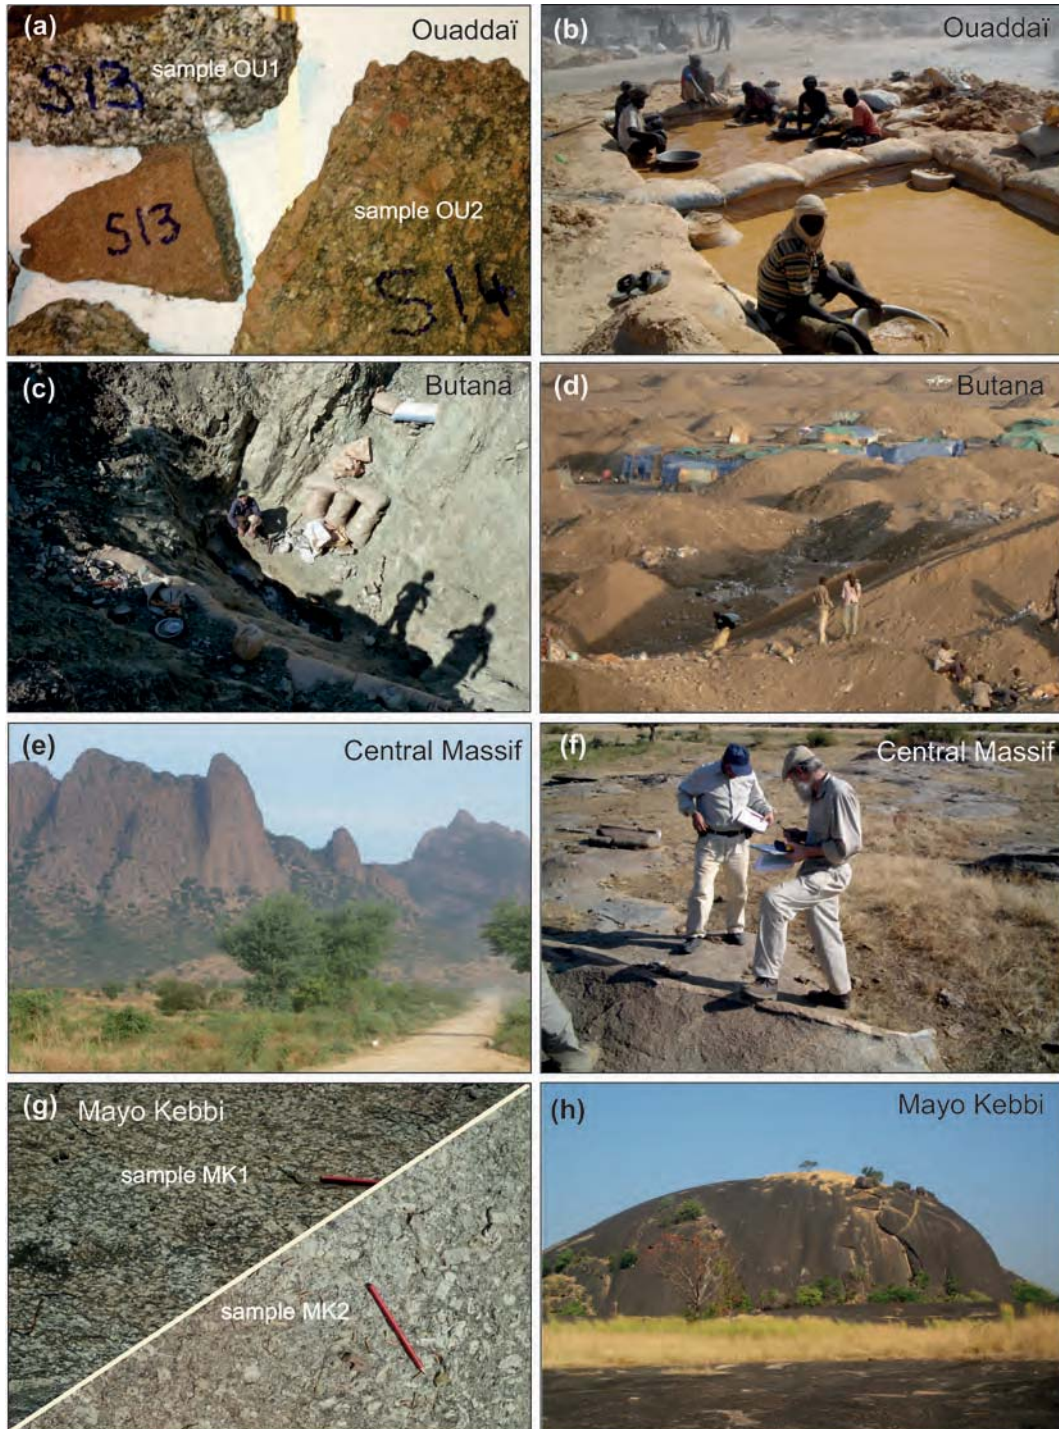 (a)
Ouaddaï
sample OU1
S13
S13
sample OU2
S14
(b)
Ouaddaï
(c)
Butana
(d)
Butana
(e)
Central Massif
(f)
Central Massif
(g)
Mayo Kebbi
sample MK1
sample MK2
(h)
Mayo Kebbi